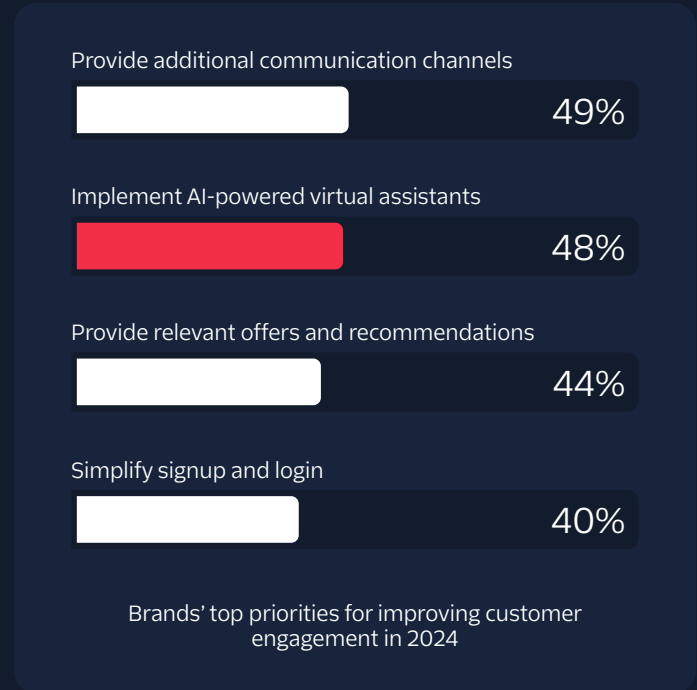 Provide additional communication channels
49%
Implement AI-powered virtual assistants
48%
Provide relevant offers and recommendations
44%
Simplify signup and login
40%
Brands’ top priorities for improving customer
engagement in 2024